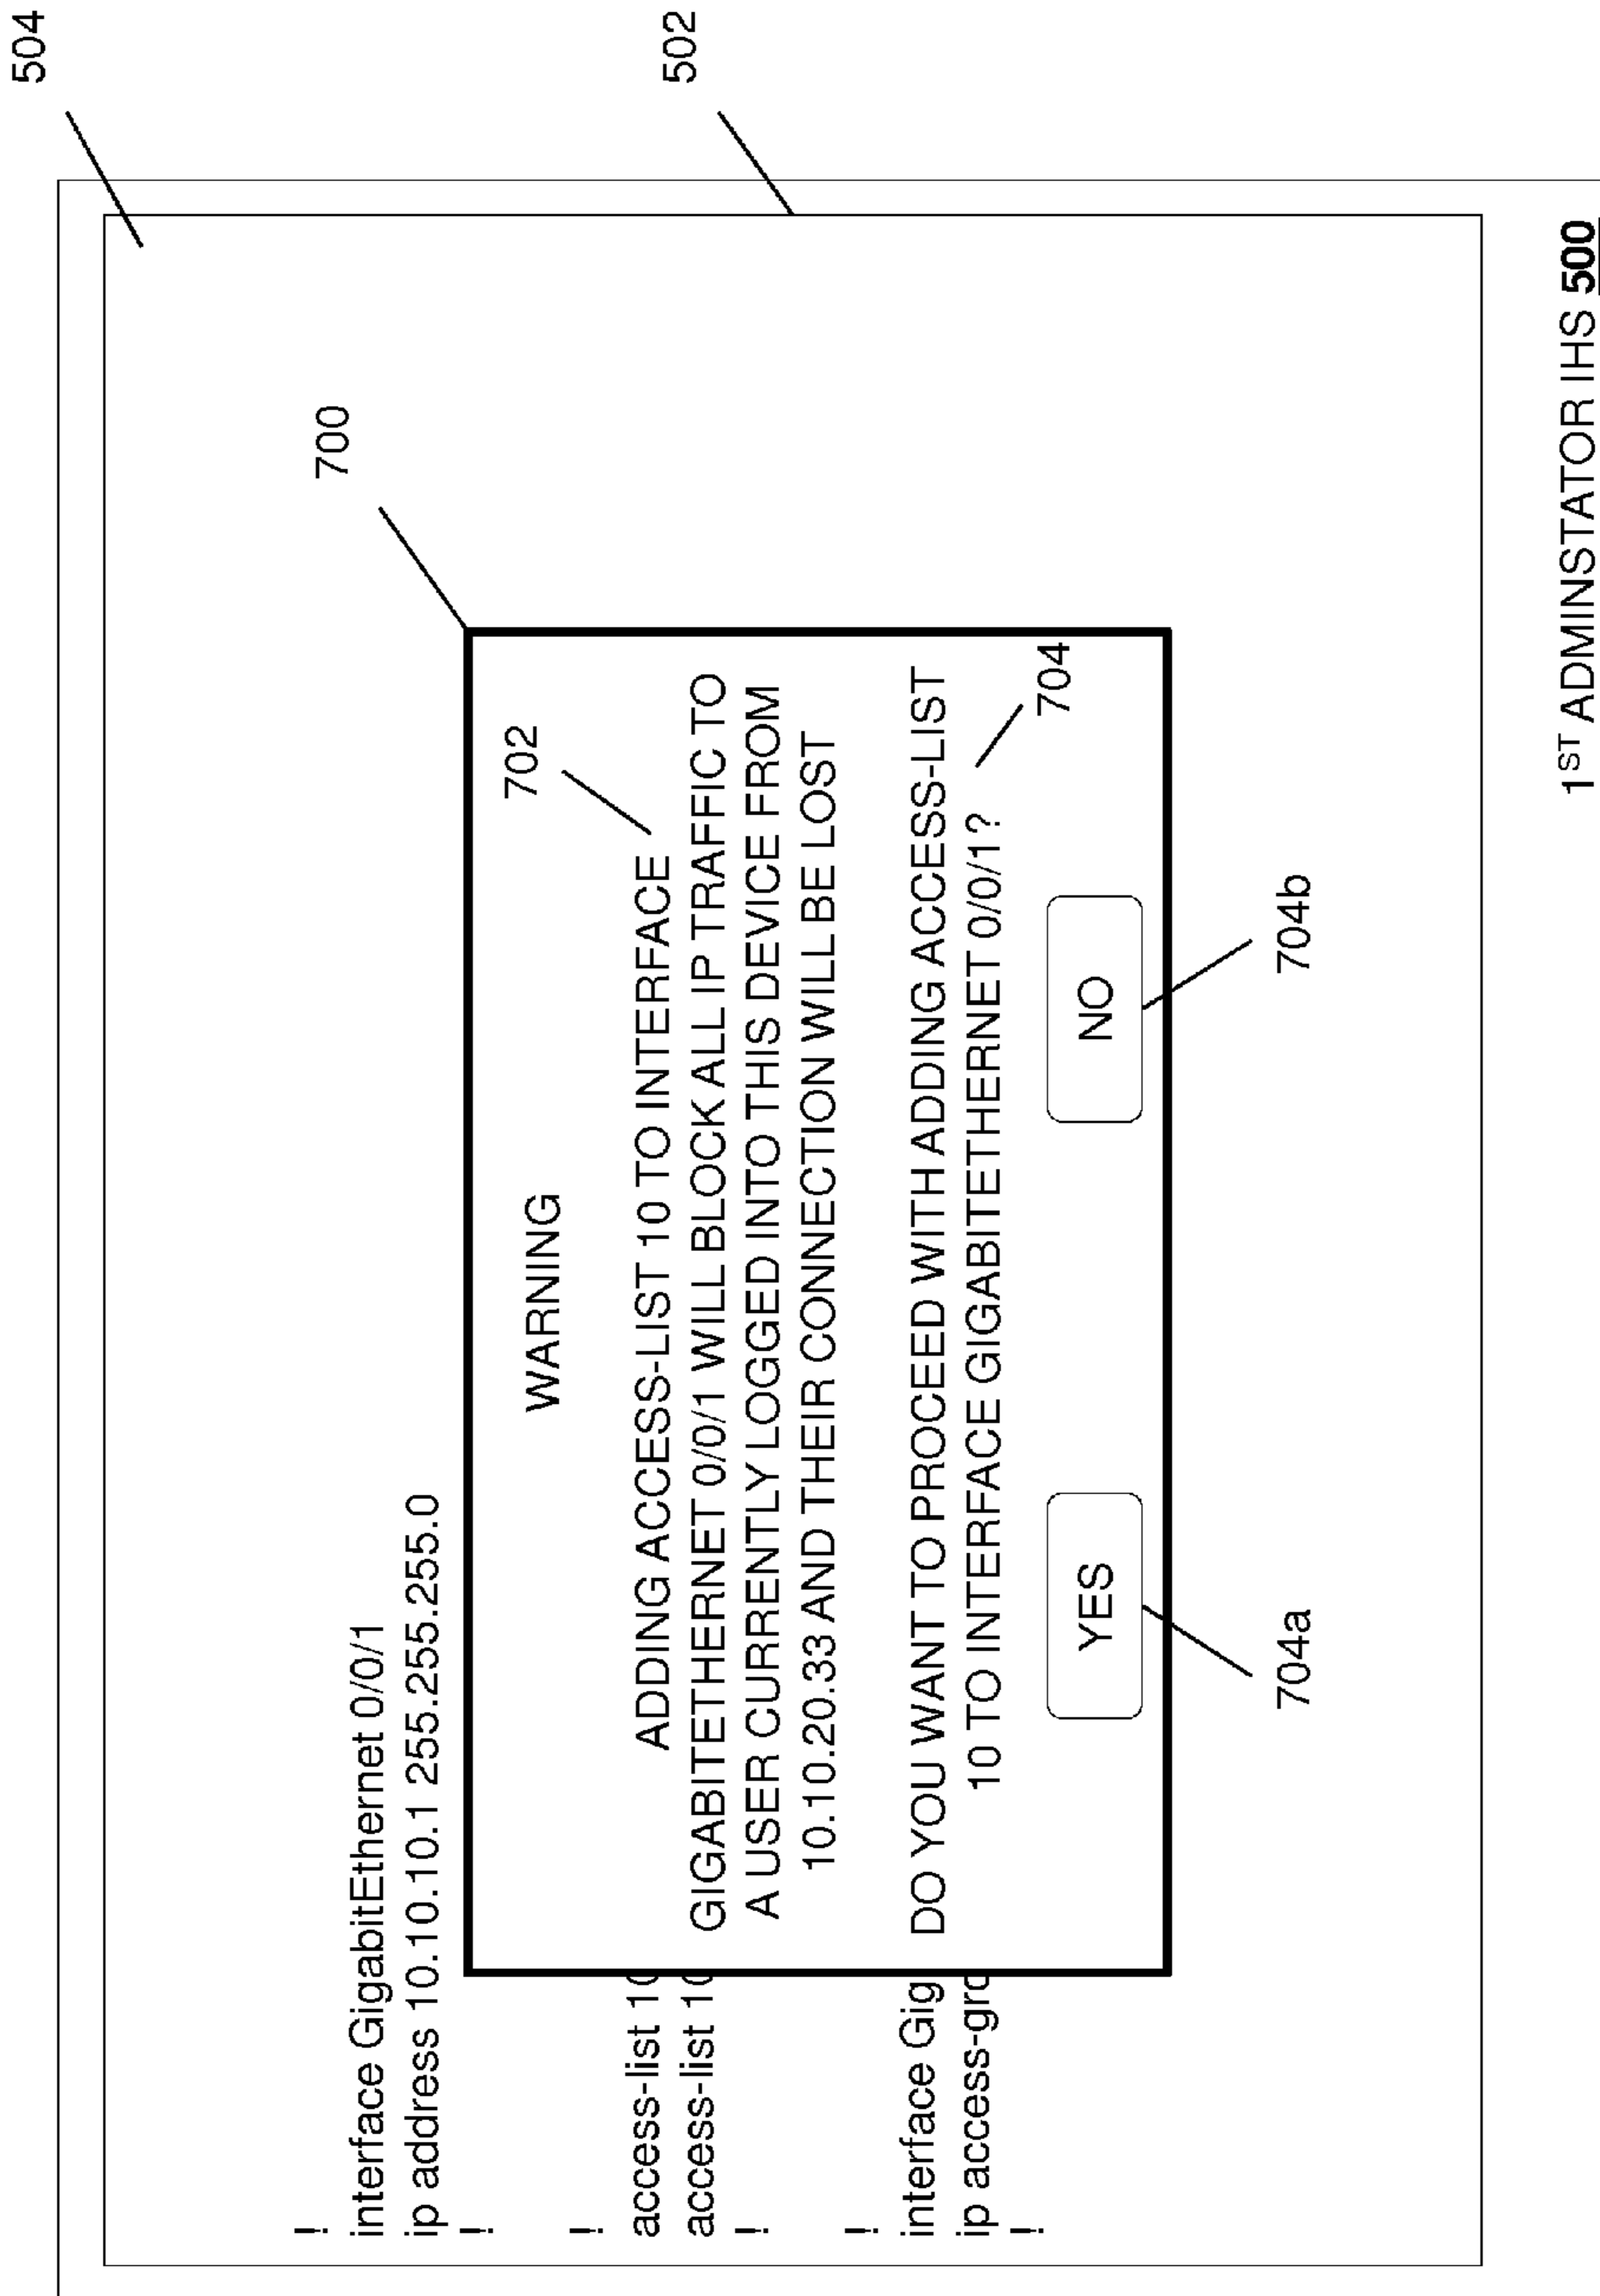 504
502
700
!
interface GigabitEthernet 0/0/1
ip address 10.10.10.1 255.255.255.0
!
WARNING
702
!
access-list 10
access-list 10
!
ADDING ACCESS-LIST 10 TO INTERFACE
GIGABITETHERNET 0/0/1 WILL BLOCK ALL IP TRAFFIC TO
A USER CURRENTLY LOGGED INTO THIS DEVICE FROM
10.10.20.33 AND THEIR CONNECTION WILL BE LOST
!
interface Gig
ip access-gro
!
DO YOU WANT TO PROCEED WITH ADDING ACCESS-LIST
10 TO INTERFACE GIGABITETHERNET 0/0/1?
704
YES
NO
704a
704b
1ST ADMINSTATOR IHS 500